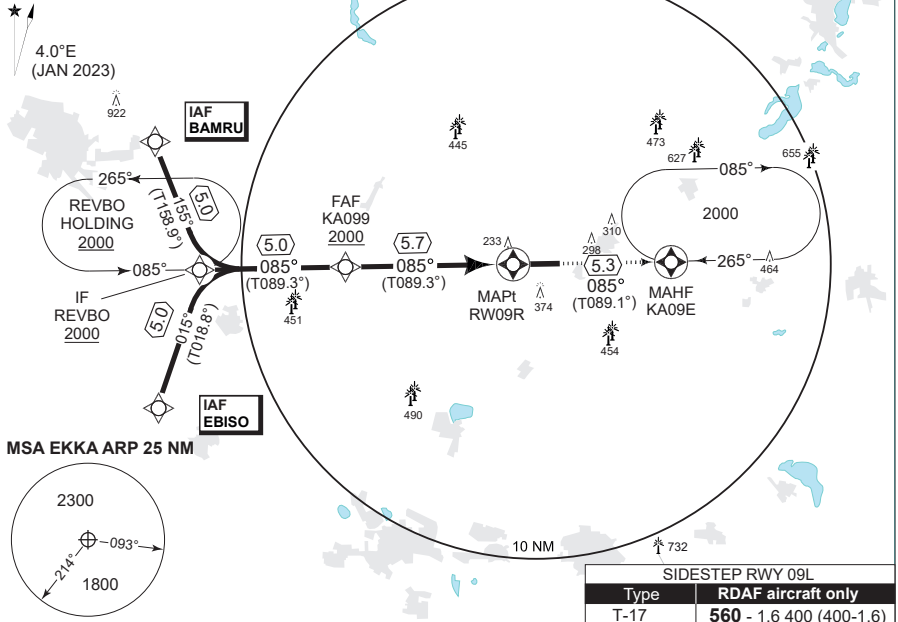 4.0°E
(JAN 2023)
922
IAF
BAMRU
445
473
627
655
265°
085°
REVBO
HOLDING
2000
155°
(T158.9°)
5.0
FAF
KA099
2000
2000
310
298
233
085°
5.0
085°
(T089.3°)
5.7
085°
(T089.3°)
5.3
085°
(T089.1°)
265°
464
IF
REVBO
2000
451
MAPt
RW09R
374
MAHF
KA09E
454
5.0
015°
(T018.8°)
490
IAF
EBISO
MSA EKKA ARP 25 NM
2300
093°
214°
1800
10 NM
732
SIDESTEP RWY 09L
Type RDAF aircraft only
T-17 560 - 1.6 400 (400-1.6)